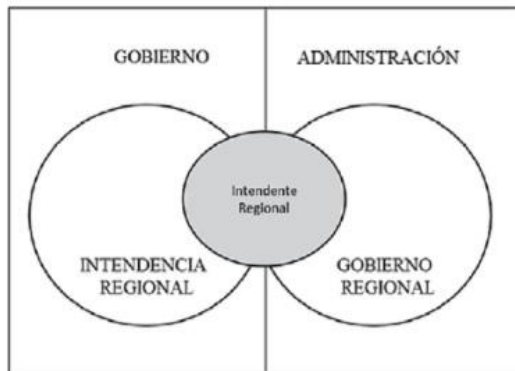 GOBIERNO
ADMINISTRACIÓN
Intendente
Regional
INTENDENCIA
REGIONAL
GOBIERNO
REGIONAL